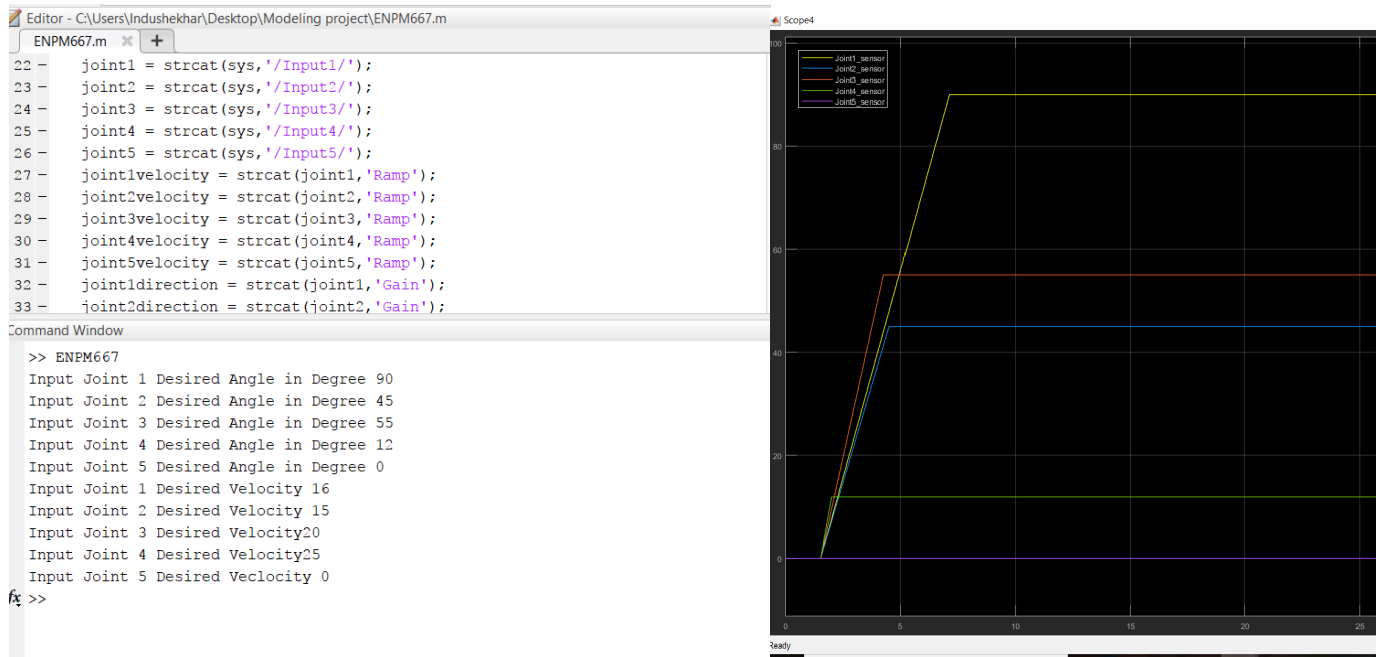 Editor - C:\Users\Indushekhar\Desktop\Modeling project\ENPM667.m
ENPM667.m × +
22 - joint1 = strcat(sys,'/Input1/');
23 - joint2 = strcat(sys,'/Input2/');
24 - joint3 = strcat(sys,'/Input3/');
25 - joint4 = strcat(sys,'/Input4/');
26 - joint5 = strcat(sys,'/Input5/');
27 - joint1velocity = strcat(joint1,'Ramp');
28 - joint2velocity = strcat(joint2,'Ramp');
29 - joint3velocity = strcat(joint3,'Ramp');
30 - joint4velocity = strcat(joint4,'Ramp');
31 - joint5velocity = strcat(joint5,'Ramp');
32 - joint1direction = strcat(joint1,'Gain');
33 - joint2direction = strcat(joint2,'Gain');
Command Window
>> ENPM667
Input Joint 1 Desired Angle in Degree 90
Input Joint 2 Desired Angle in Degree 45
Input Joint 3 Desired Angle in Degree 55
Input Joint 4 Desired Angle in Degree 12
Input Joint 5 Desired Angle in Degree 0
Input Joint 1 Desired Velocity 16
Input Joint 2 Desired Velocity 15
Input Joint 3 Desired Velocity20
Input Joint 4 Desired Velocity25
Input Joint 5 Desired Veclocity 0
fx >>
Scope4
Joint1_sensor
Joint2_sensor
Joint3_sensor
Joint4_sensor
Joint5_sensor
100
80
60
40
20
0
0 5 10 15 20 25
Ready